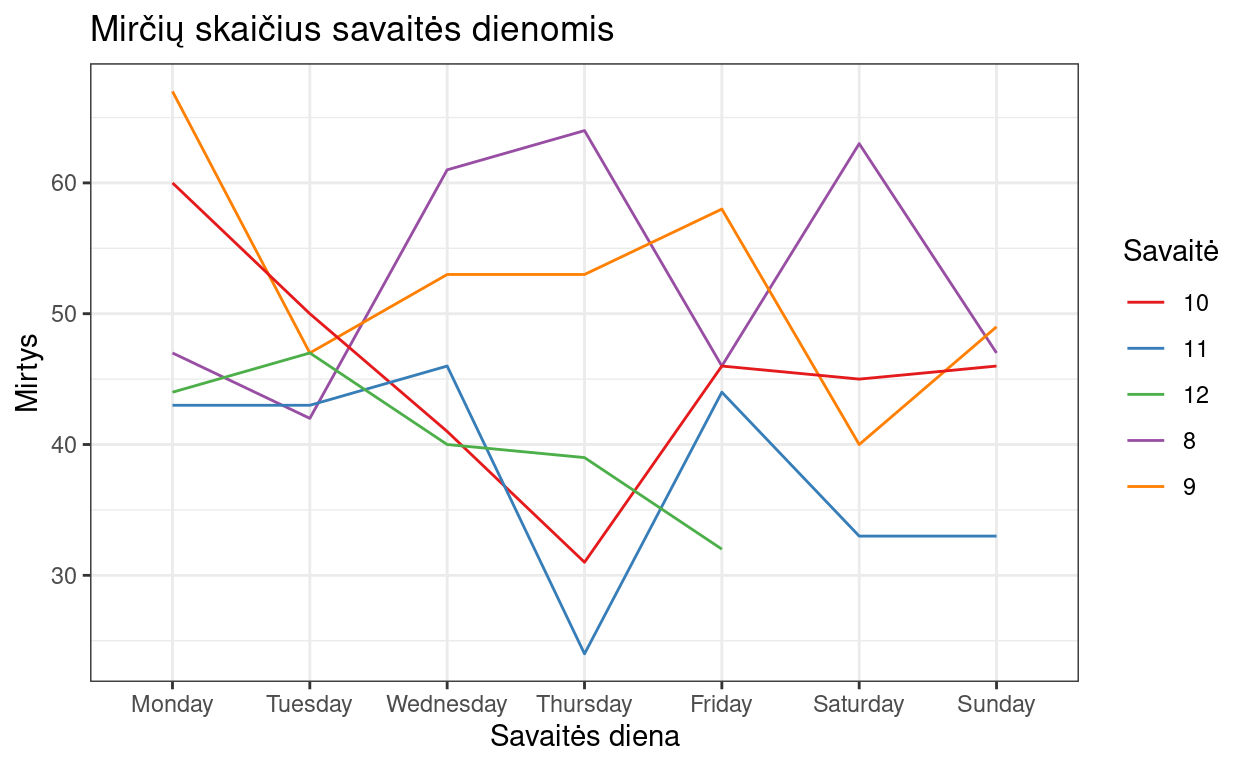 Mirčių skaičius savaitės dienomis
Mirtys
60
50
40
30
Monday Tuesday Wednesday Thursday Friday Saturday Sunday
Savaitės diena
Savaitė
10
11
12
8
9